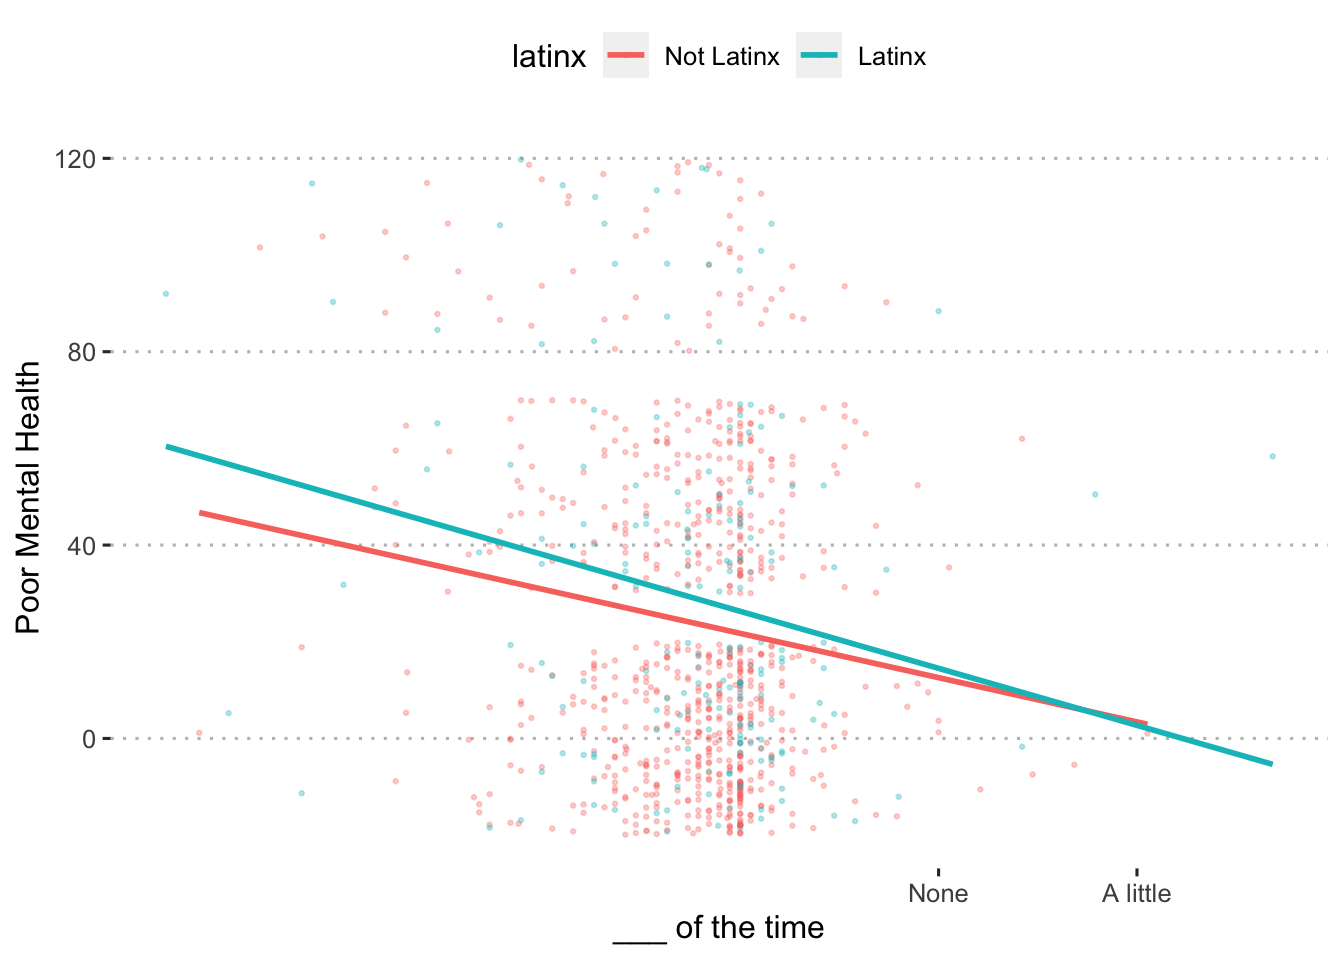 latinx Not Latinx Latinx
120
80
40
0
Poor Mental Health
None A little
___ of the time